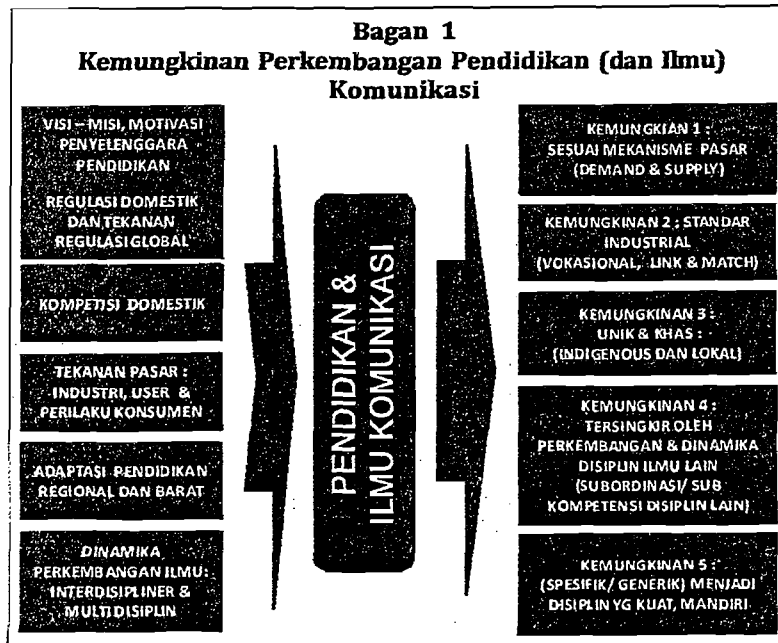 Bagan 1
Kemungkinan Perkembangan Pendidikan (dan Ilmu)
Komunikasi
VISI – MISI, MOTIVASI
PENYELENGGARA
PENDIDIKAN
REGULASI DOMESTIK
DAN TEKANAN
REGULASI GLOBAL
KOMPETISI DOMESTIK
TEKANAN PASAR :
INDUSTRI, USER &
PERILAKU KONSUMEN
ADAPTASI PENDIDIKAN
REGIONAL DAN BARAT
DINAMIKA
PERKEMBANGAN ILMU:
INTERDISIPLINER &
MULTI DISIPLIN
PENDIDIKAN &
ILMU KOMUNIKASI
KEMUNGKIAN 1 :
SESUAI MEKANISME PASAR
(DEMAND & SUPPLY)
KEMUNGKINAN 2 : STANDAR
INDUSTRIAL
(VOKASIONAL, LINK & MATCH)
KEMUNGKINAN 3 :
UNIK & KHAS :
(INDIGENOUS DAN LOKAL)
KEMUNGKINAN 4 :
TERSINGKIR OLEH
PERKEMBANGAN & DINAMIKA
DISIPLIN ILMU LAIN
(SUBORDINASI/ SUB
KOMPETENSI DISIPLIN LAIN)
KEMUNGKINAN 5 :
(SPESIFIK/ GENERIK) MENJADI
DISIPLIN YG KUAT, MANDIRI